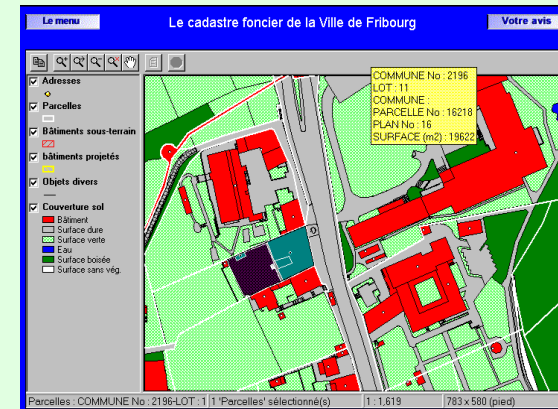 Le menu
Le cadastre foncier de la Ville de Fribourg
Votre avis
COMMUNE No : 2196
LOT : 11
COMMUNE :
PARCELLE No : 16218
PLAN No : 16
SURFACE (m2) : 19622
Adresses
Parcelles
Bâtiments sous-terrain
bâtiments projetés
Objets divers
Couverture sol
Bâtiment
Surface dure
Surface verte
Eau
Surface boisée
Surface sans vég.
Parcelles : COMMUNE No : 2196-LOT : 1
1 'Parcelles' sélectionné(s)
1 : 1,619
783 x 580 (pied)